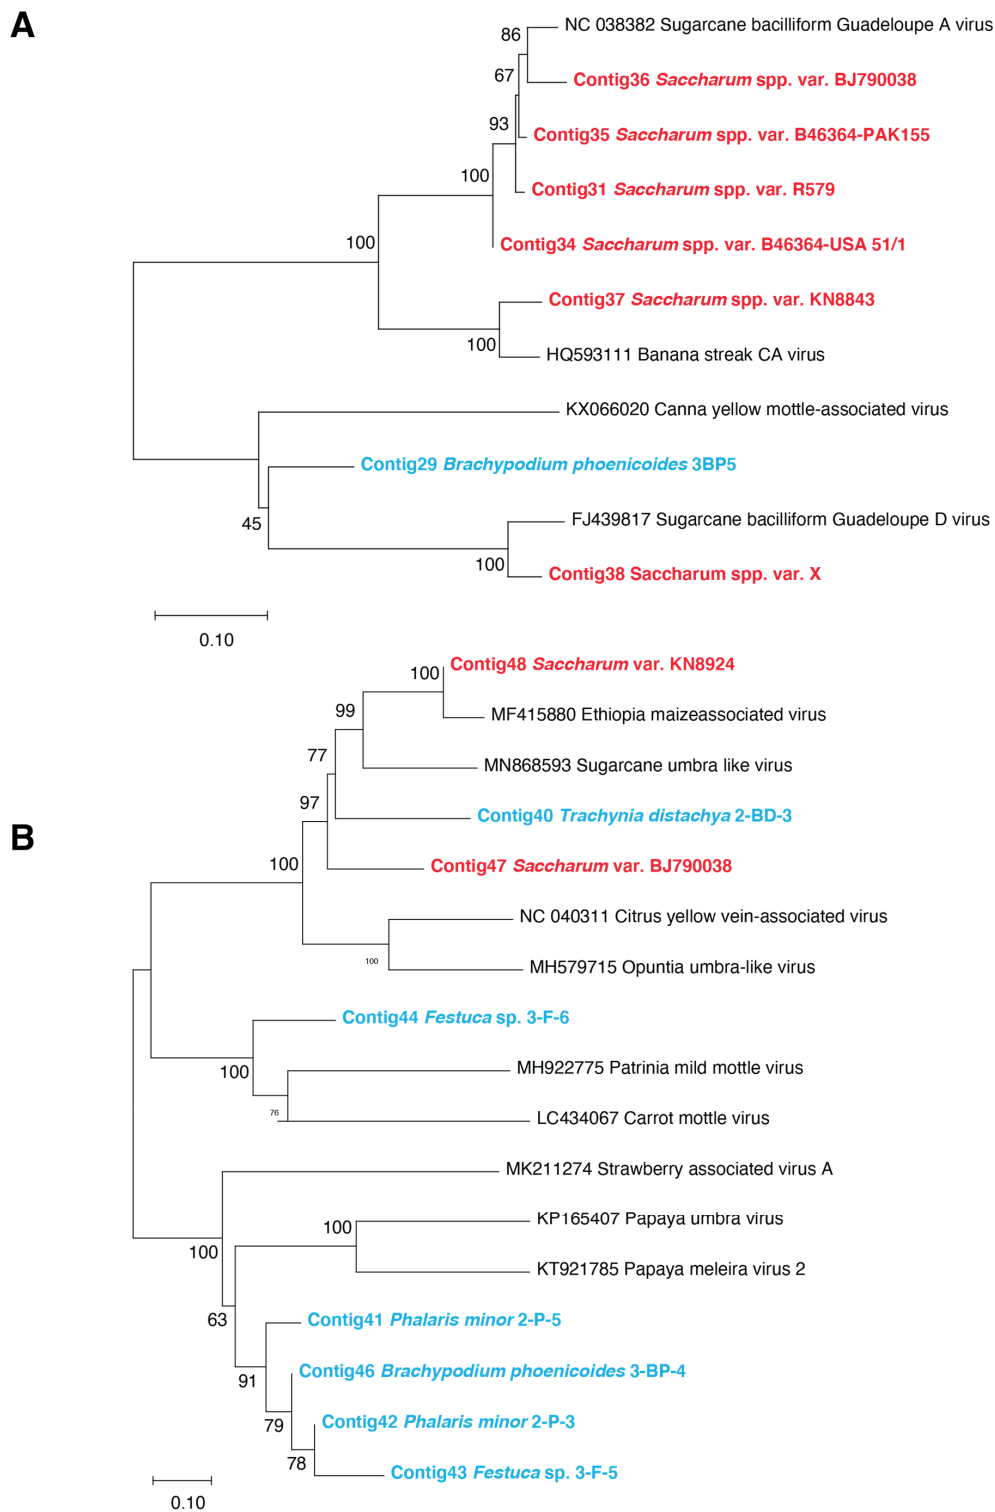 A
NC 038382 Sugarcane bacilliform Guadeloupe A virus
86
67
Contig36 Saccharum spp. var. BJ790038
93
Contig35 Saccharum spp. var. B46364-PAK155
100
Contig31 Saccharum spp. var. R579
100
Contig34 Saccharum spp. var. B46364-USA 51/1
Contig37 Saccharum spp. var. KN8843
100
HQ593111 Banana streak CA virus
KX066020 Canna yellow mottle-associated virus
Contig29 Brachypodium phoenicoides 3BP5
45
FJ439817 Sugarcane bacilliform Guadeloupe D virus
100
Contig38 Saccharum spp. var. X
0.10
Contig48 Saccharum var. KN8924
100
99
MF415880 Ethiopia maizeassociated virus
77
MN868593 Sugarcane umbra like virus
97
Contig40 Trachynia distachya 2-BD-3
B
100
Contig47 Saccharum var. BJ790038
NC 040311 Citrus yellow vein-associated virus
100
MH579715 Opuntia umbra-like virus
Contig44 Festuca sp. 3-F-6
100
MH922775 Patrinia mild mottle virus
76
LC434067 Carrot mottle virus
MK211274 Strawberry associated virus A
100
KP165407 Papaya umbra virus
100
KT921785 Papaya meleira virus 2
63
Contig41 Phalaris minor 2-P-5
91
Contig46 Brachypodium phoenicoides 3-BP-4
79
Contig42 Phalaris minor 2-P-3
78
Contig43 Festuca sp. 3-F-5
0.10